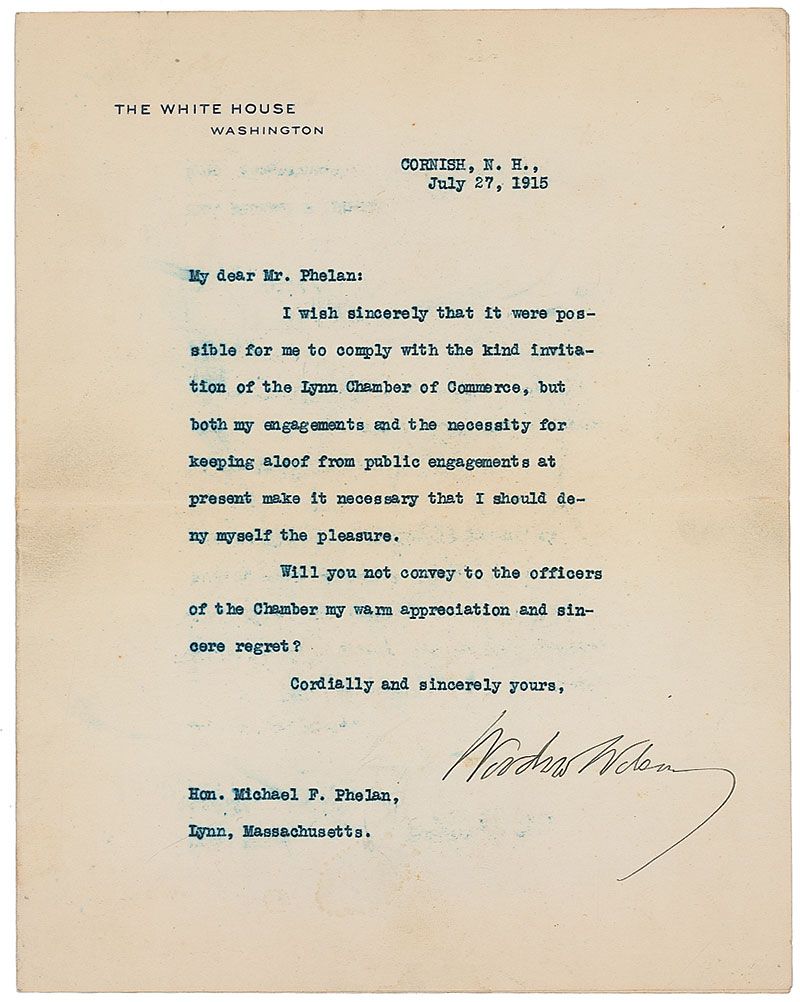 THE WHITE HOUSE
WASHINGTON
CORNISH, N. H.,
July 27, 1915
My dear Mr. Phelan:
I wish sincerely that it were pos-
sible for me to comply with the kind invita-
tion of the Lynn Chamber of Commerce, but
both my engagements and the necessity for
keeping aloof from public engagements at
present make it necessary that I should de-
ny myself the pleasure.
Will you not convey to the officers
of the Chamber my warm appreciation and sin-
cere regret?
Cordially and sincerely yours,
Woodrow Wilson
Hon. Michael F. Phelan,
Lynn, Massachusetts.